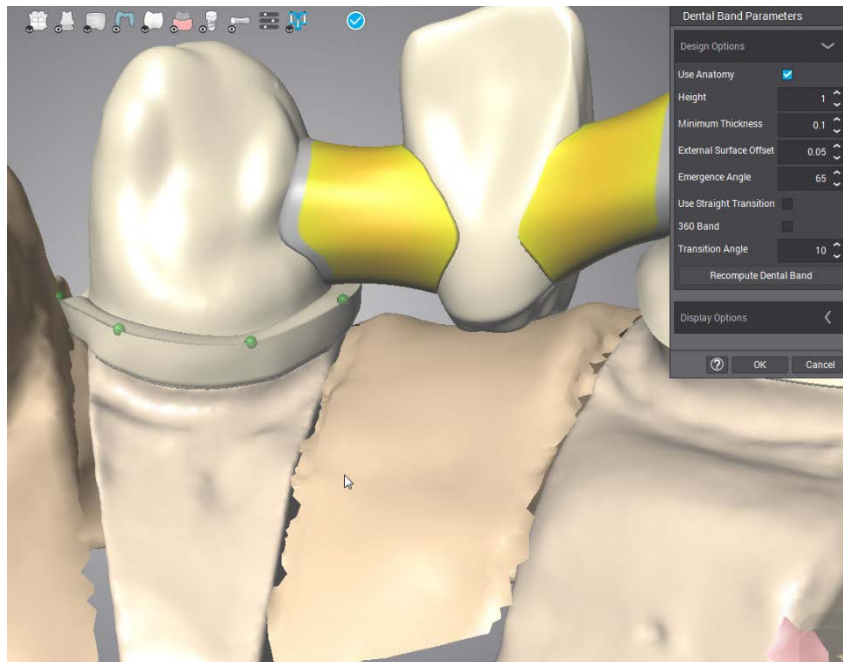 Dental Band Parameters
Design Options
Use Anatomy
Height 1
Minimum Thickness 0.1
External Surface Offset 0.05
Emergence Angle 65
Use Straight Transition
360 Band
Transition Angle 10
Recompute Dental Band
Display Options
? OK Cancel